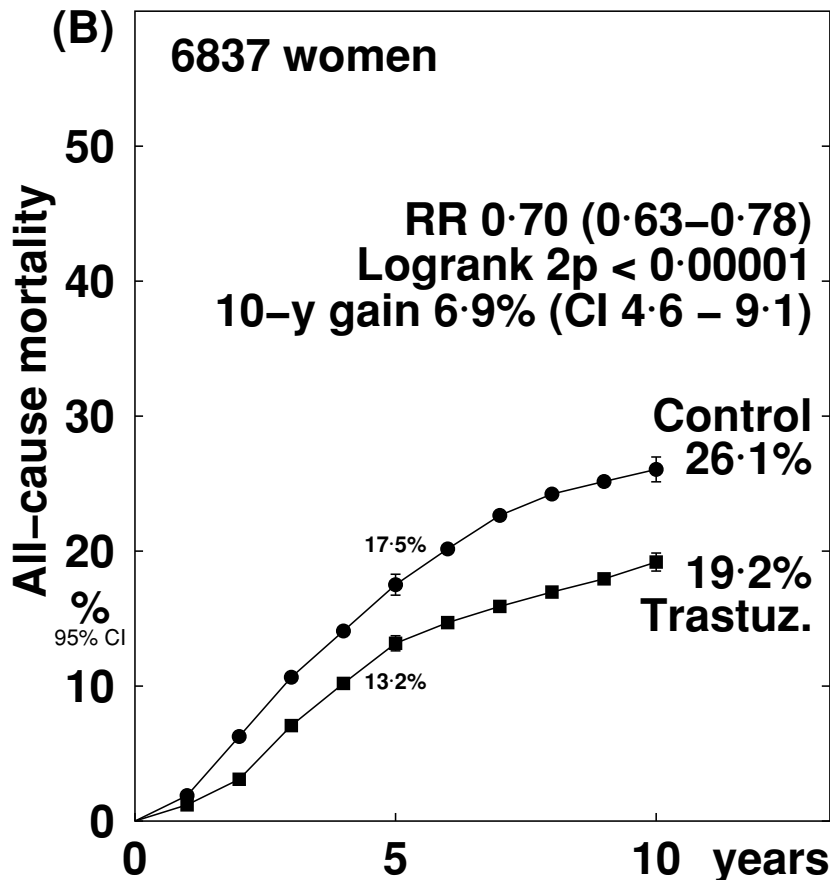 (B)
6837 women
50
RR 0·70 (0·63–0·78)
Logrank 2p < 0·00001
10–y gain 6·9% (CI 4·6 – 9·1)
40
All–cause mortality
%
95% CI
30
Control
26·1%
17·5%
20
19·2%
Trastuz.
13·2%
10
0
0 5 10 years